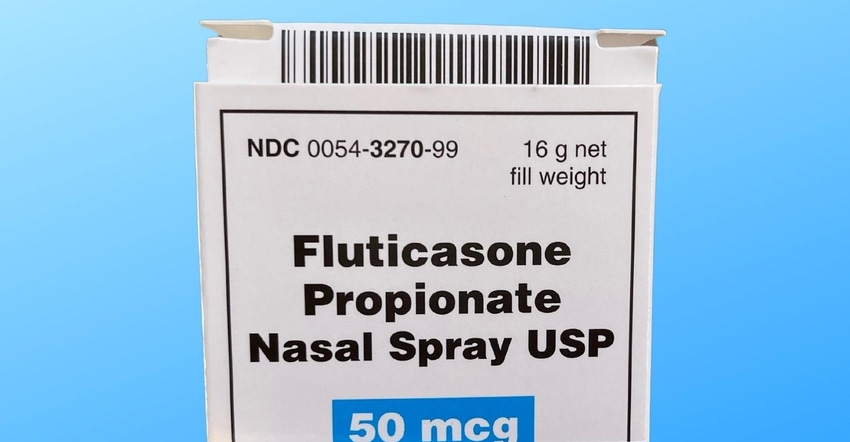 NDC 0054-3270-99
16 g net
fill weight
Fluticasone
Propionate
Nasal Spray USP
50 mcg